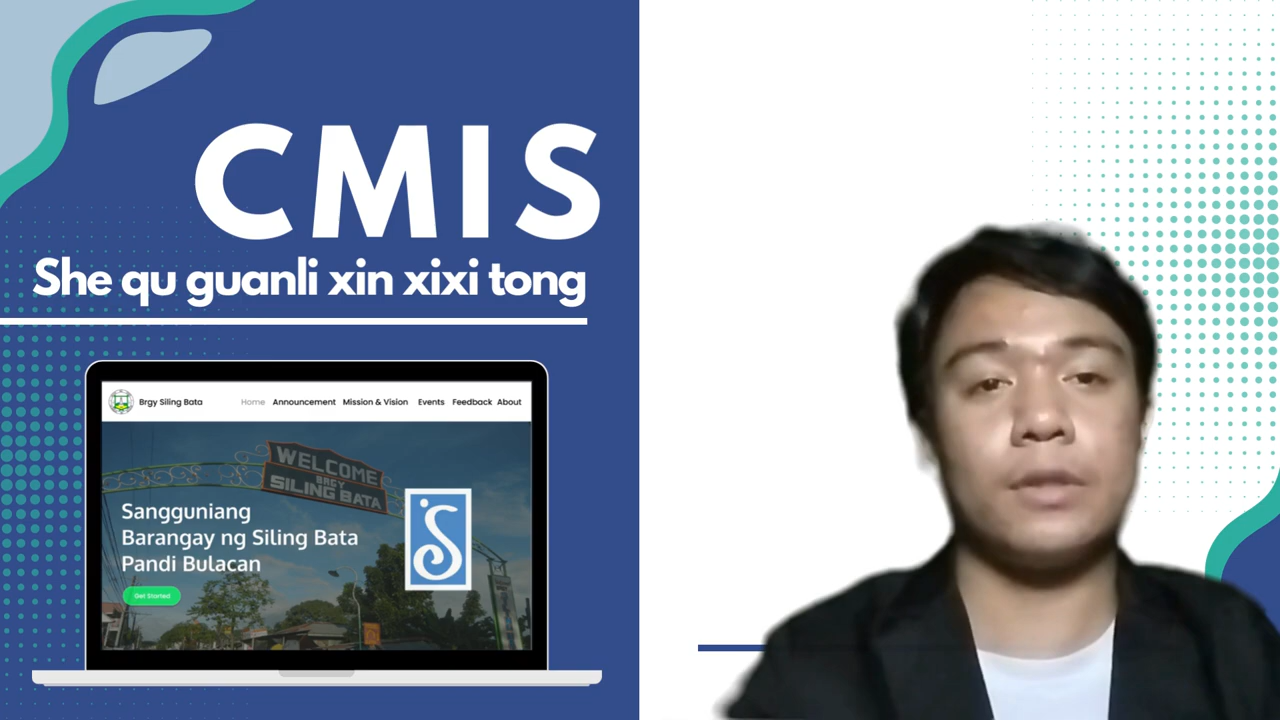 CMIS
She qu guanli xin xixi tong
Brgy Siling Bata
Home Announcement Mission & Vision Events Feedback About
WELCOME
BRGY
SILING BATA
Sangguniang
Barangay ng Siling Bata
Pandi Bulacan
S
Get Started